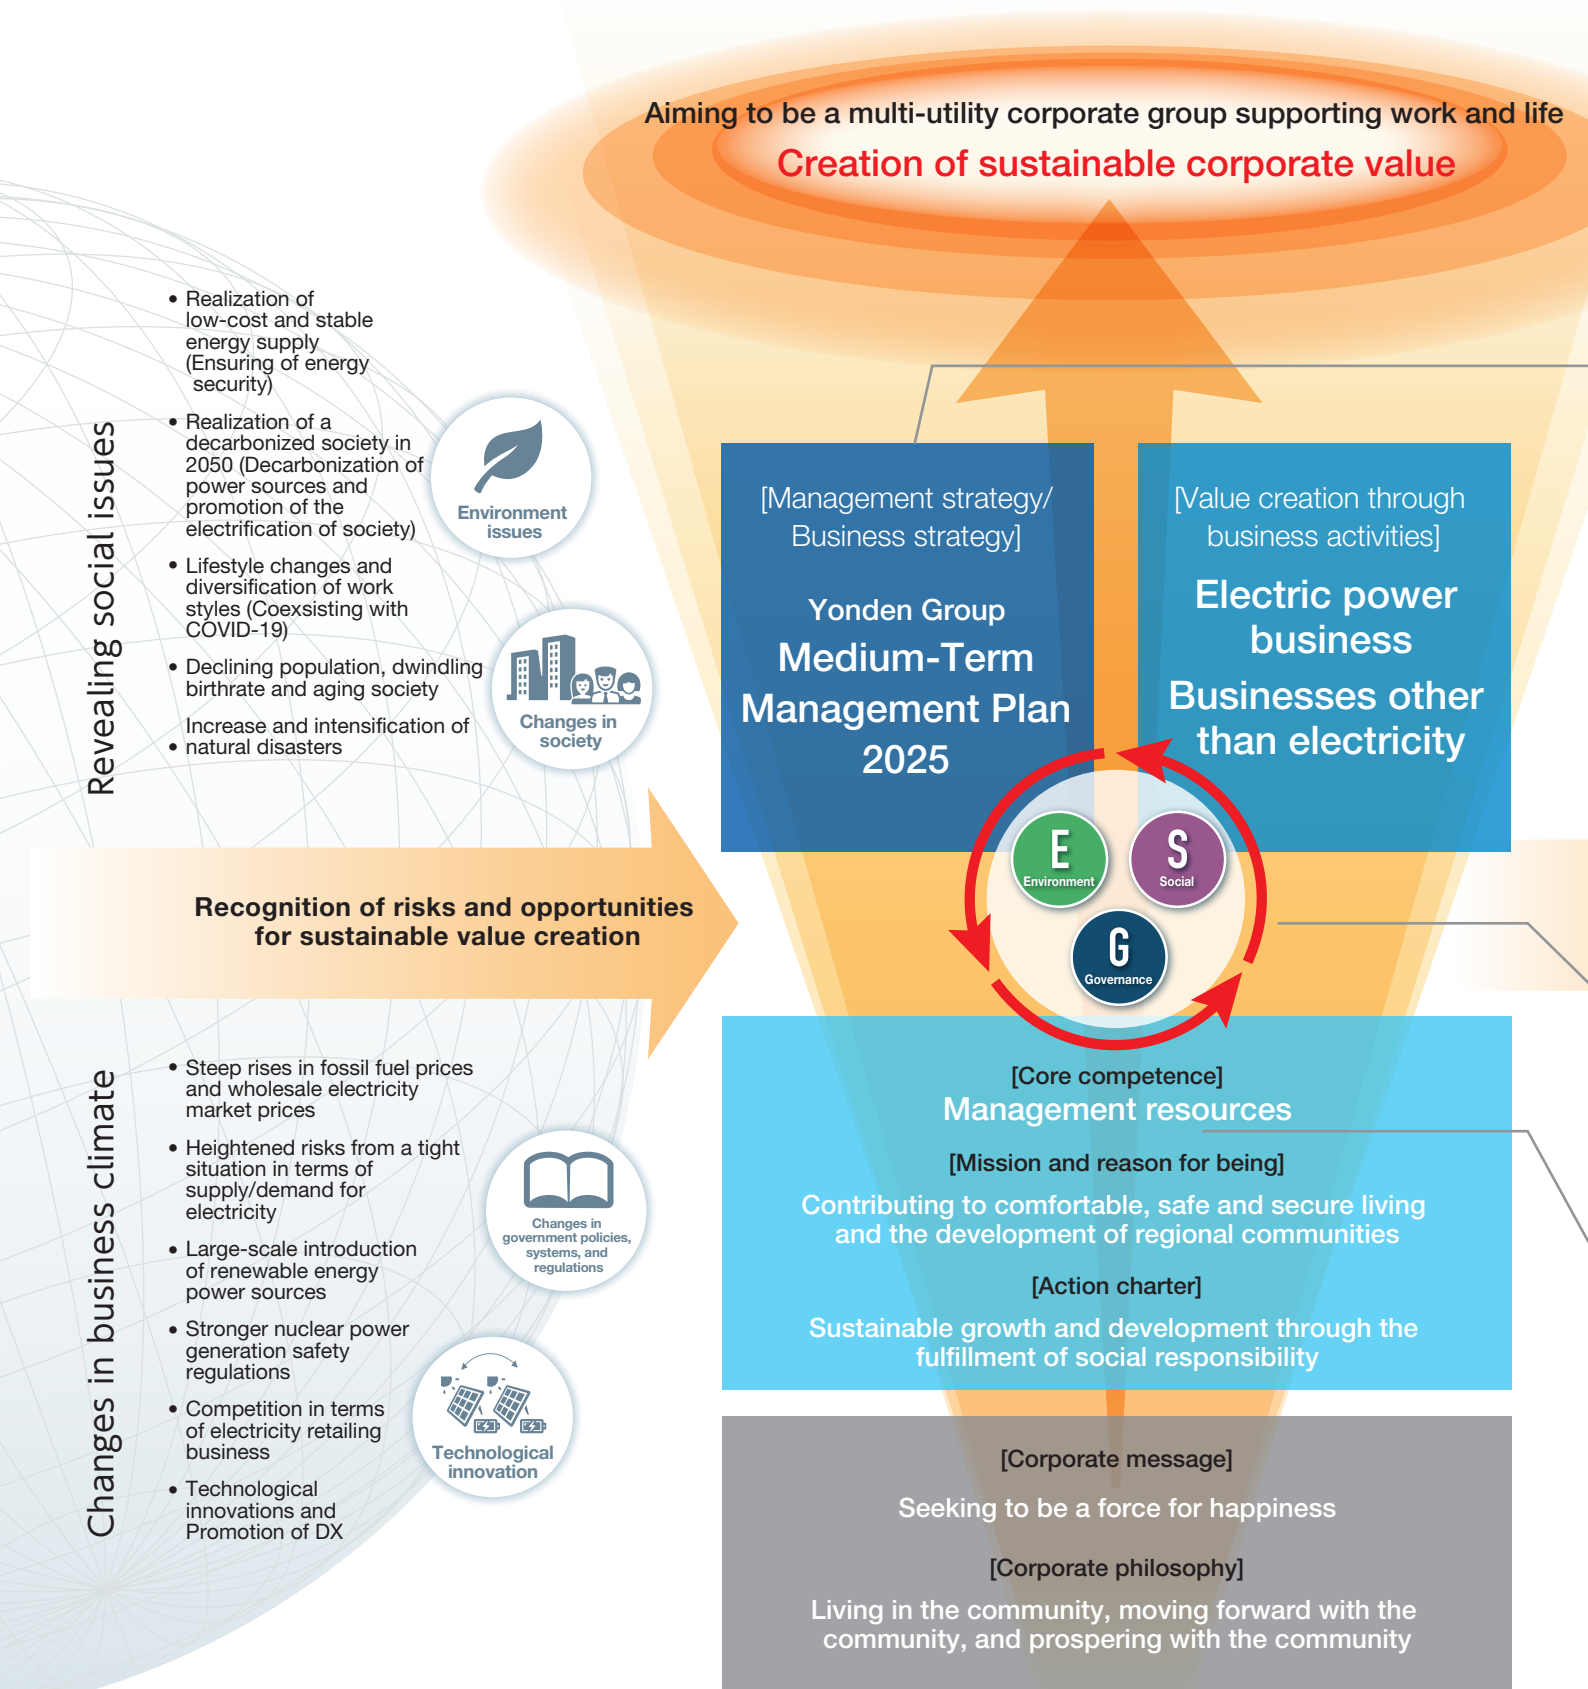 Aiming to be a multi-utility corporate group supporting work and life
Creation of sustainable corporate value
Revealing social issues
• Realization of
low-cost and stable
energy supply
(Ensuring of energy
security)
• Realization of a
decarbonized society in
2050 (Decarbonization of
power sources and
promotion of the
electrification of society)
• Lifestyle changes and
diversification of work
styles (Coexsisting with
COVID-19)
• Declining population, dwindling
birthrate and aging society
Increase and intensification of
• natural disasters
Environment
issues
Changes in
society
Recognition of risks and opportunities
for sustainable value creation
Changes in business climate
• Steep rises in fossil fuel prices
and wholesale electricity
market prices
• Heightened risks from a tight
situation in terms of
supply/demand for
electricity
• Large-scale introduction
of renewable energy
power sources
• Stronger nuclear power
generation safety
regulations
• Competition in terms
of electricity retailing
business
• Technological
innovations and
Promotion of DX
Changes in
government policies,
systems, and
regulations
Technological
innovation
[Management strategy/
Business strategy]
Yonden Group
Medium-Term
Management Plan
2025
[Value creation through
business activities]
Electric power
business
Businesses other
than electricity
E
Environment
S
Social
G
Governance
[Core competence]
Management resources
[Mission and reason for being]
Contributing to comfortable, safe and secure living
and the development of regional communities
[Action charter]
Sustainable growth and development through the
fulfillment of social responsibility
[Corporate message]
Seeking to be a force for happiness
[Corporate philosophy]
Living in the community, moving forward with the
community, and prospering with the community